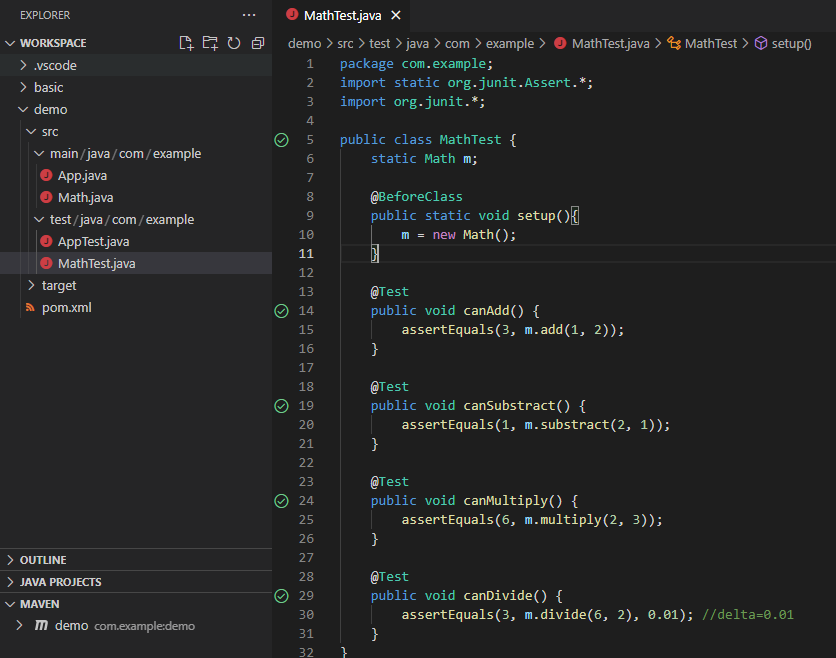 EXPLORER
WORKSPACE
.vscode
basic
demo
src
main/java/com/example
App.java
Math.java
test/java/com/example
AppTest.java
MathTest.java
target
pom.xml
OUTLINE
JAVA PROJECTS
MAVEN
demo com.example:demo
MathTest.java
demo > src > test > java > com > example > MathTest.java > MathTest > setup()
1 package com.example;
2 import static org.junit.Assert.*;
3 import org.junit.*;
4
5 public class MathTest {
6 static Math m;
7
8 @BeforeClass
9 public static void setup(){
10 m = new Math();
11 }
12
13 @Test
14 public void canAdd() {
15 assertEquals(3, m.add(1, 2));
16 }
17
18 @Test
19 public void canSubstract() {
20 assertEquals(1, m.substract(2, 1));
21 }
22
23 @Test
24 public void canMultiply() {
25 assertEquals(6, m.multiply(2, 3));
26 }
27
28 @Test
29 public void canDivide() {
30 assertEquals(3, m.divide(6, 2), 0.01); //delta=0.01
31 }
32 }